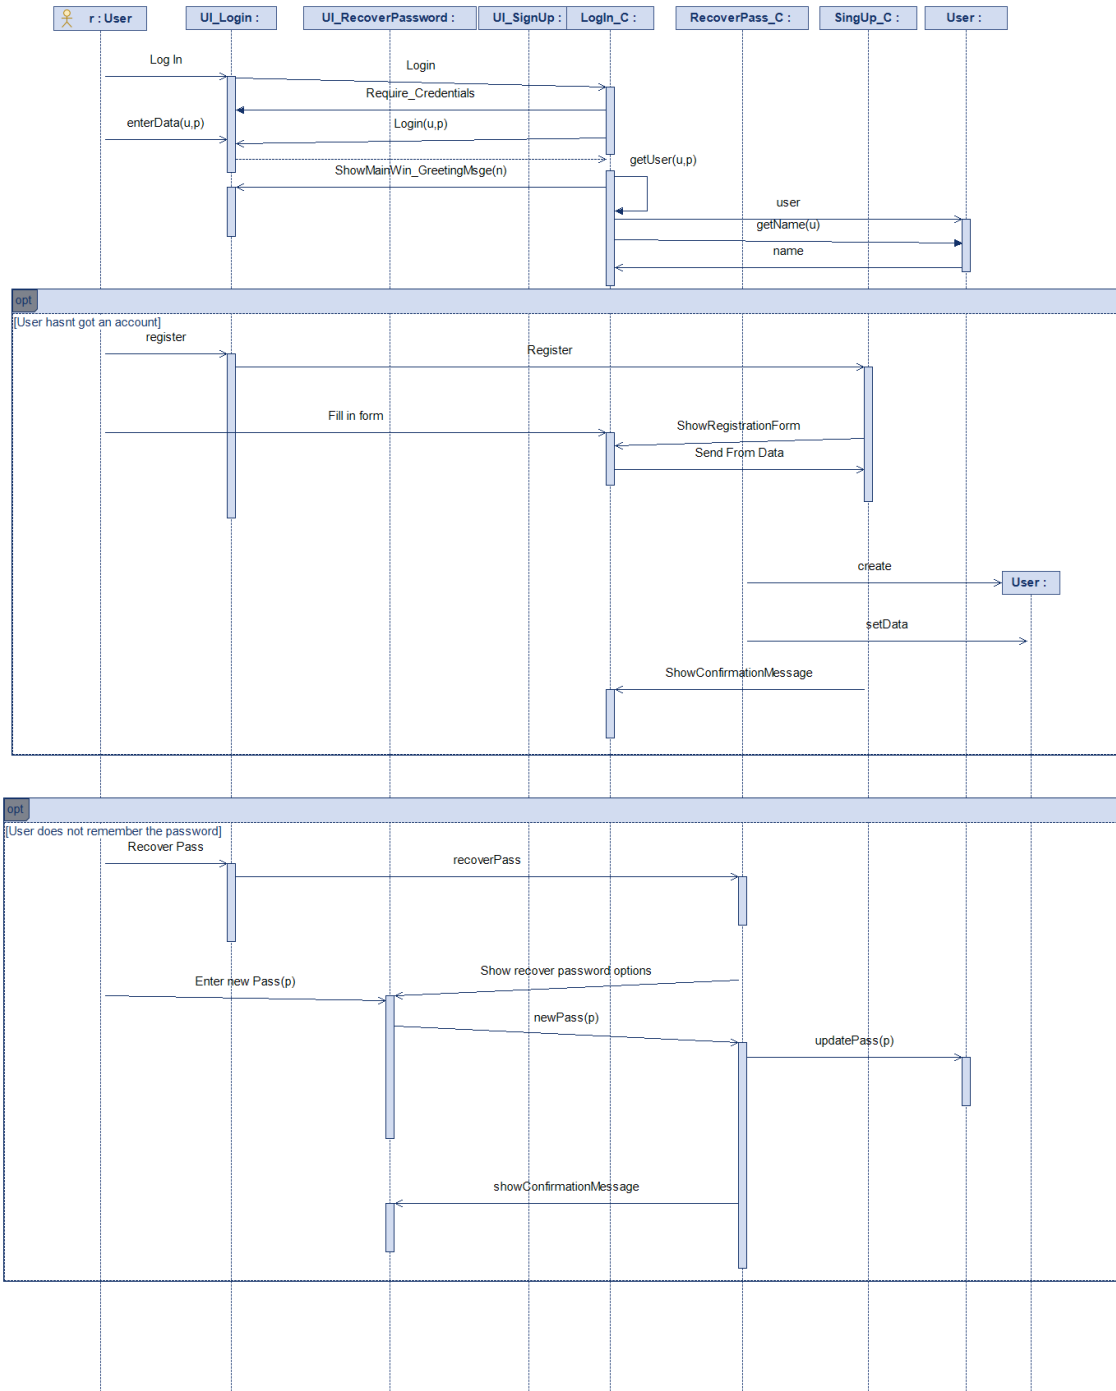 r : User
UI_Login :
UI_RecoverPassword :
UI_SignUp :
LogIn_C :
RecoverPass_C :
SingUp_C :
User :
Log In
Login
Require_Credentials
enterData(u,p)
Login(u,p)
getUser(u,p)
ShowMainWin_GreetingMsge(n)
user
getName(u)
name
opt
[User hasnt got an account]
register
Register
Fill in form
ShowRegistrationForm
Send From Data
create
User :
setData
ShowConfirmationMessage
opt
[User does not remember the password]
Recover Pass
recoverPass
Show recover password options
Enter new Pass(p)
newPass(p)
updatePass(p)
showConfirmationMessage